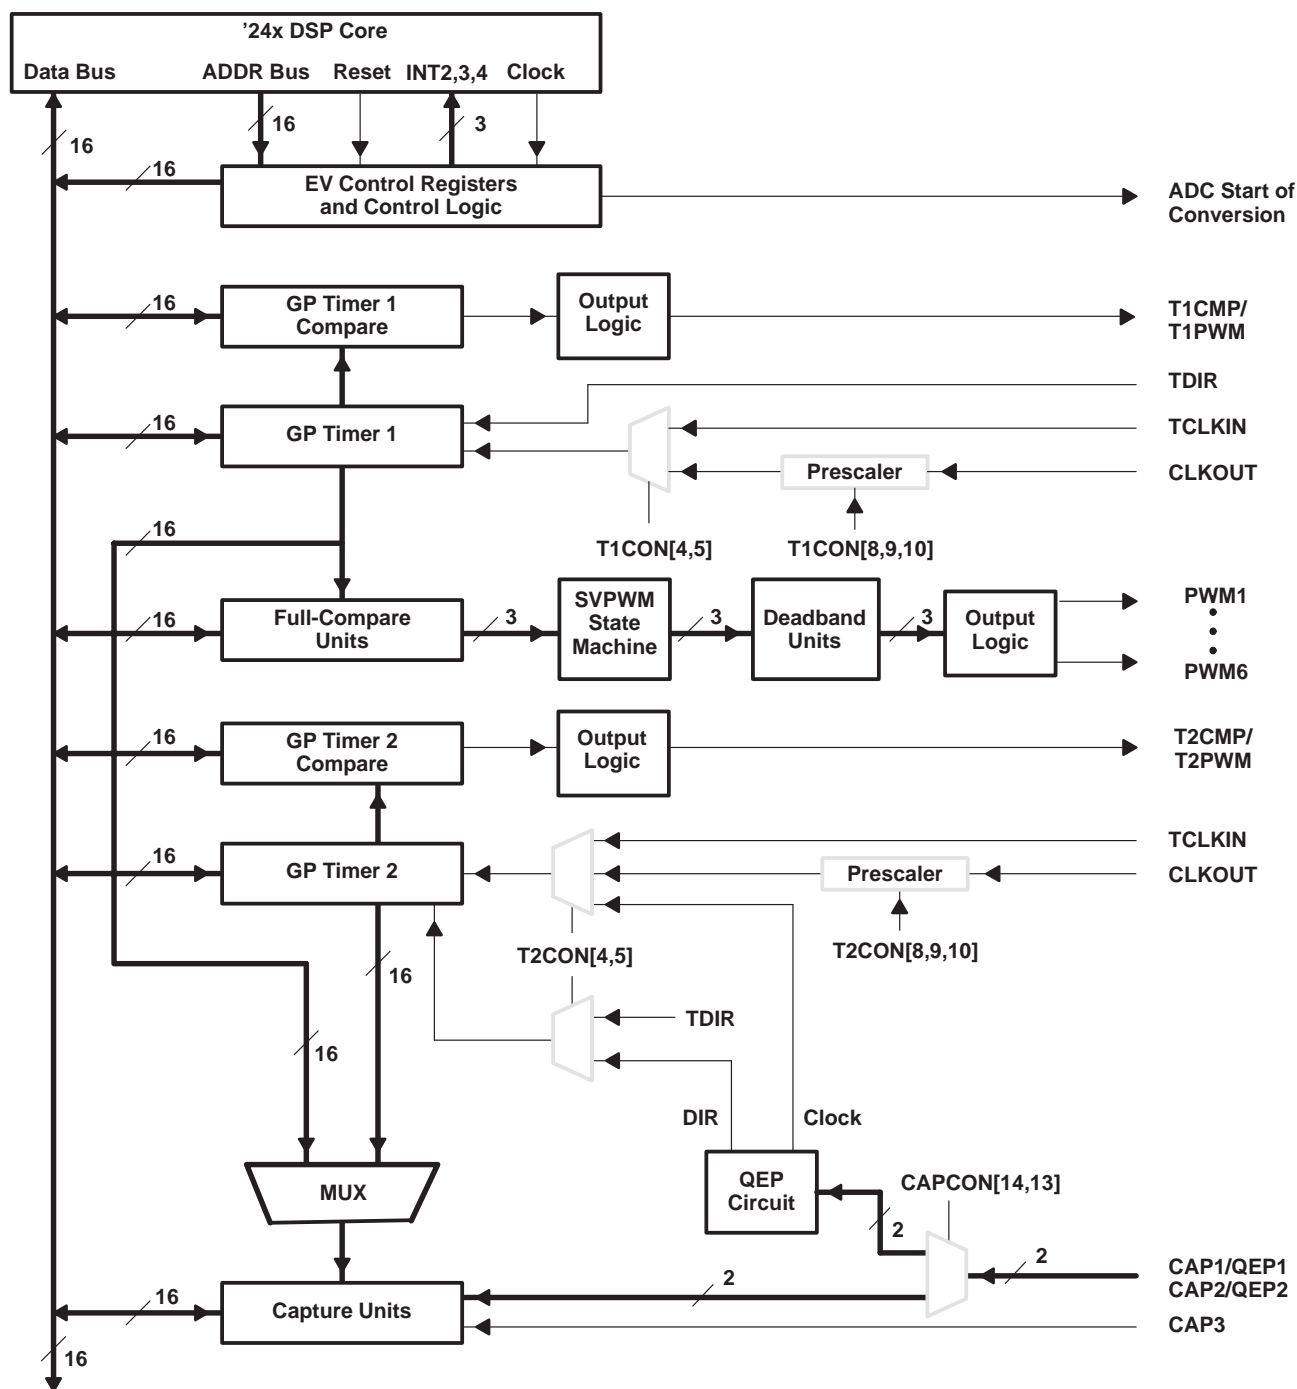 '24x DSP Core
Data Bus ADDR Bus Reset INT2,3,4 Clock
16
16
3
16
EV Control Registers
and Control Logic
ADC Start of
Conversion
16
GP Timer 1
Compare
Output
Logic
T1CMP/
T1PWM
TDIR
16
GP Timer 1
TCLKIN
Prescaler
CLKOUT
16
T1CON[4,5]
T1CON[8,9,10]
16
Full-Compare
Units
3
SVPWM
State
Machine
3
Deadband
Units
3
Output
Logic
PWM1
PWM6
16
GP Timer 2
Compare
Output
Logic
T2CMP/
T2PWM
TCLKIN
16
GP Timer 2
Prescaler
CLKOUT
T2CON[4,5]
T2CON[8,9,10]
16
TDIR
16
DIR
Clock
MUX
QEP
Circuit
CAPCON[14,13]
2
2
CAP1/QEP1
CAP2/QEP2
2
16
Capture Units
CAP3
16